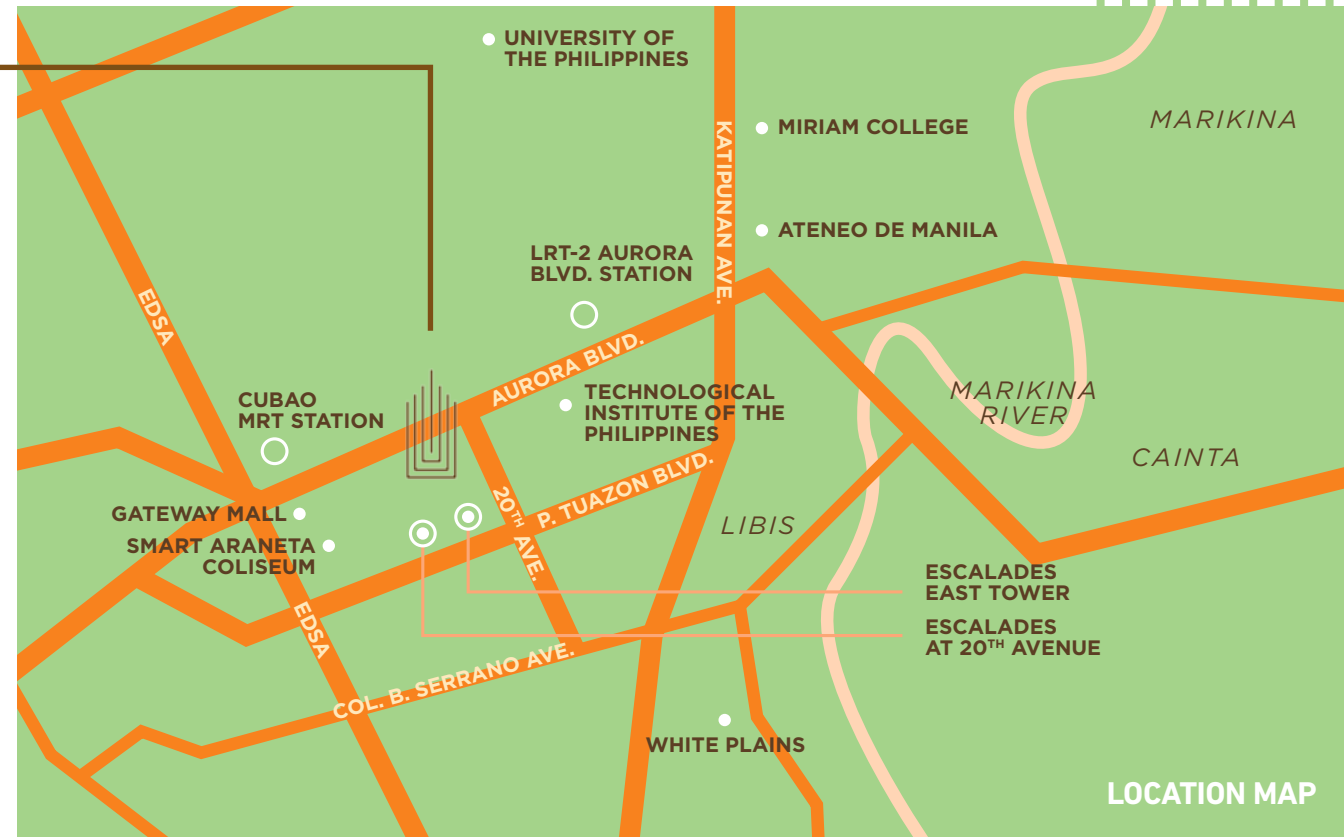 UNIVERSITY OF
THE PHILIPPINES
MARIKINA
MIRIAM COLLEGE
KATIPUNAN AVE.
ATENEO DE MANILA
LRT-2 AURORA
BLVD. STATION
EDSA
AURORA BLVD.
CUBAO
MRT STATION
TECHNOLOGICAL
INSTITUTE OF THE
PHILIPPINES
MARIKINA
RIVER
CAINTA
20TH AVE.
P. TUAZON BLVD.
GATEWAY MALL
SMART ARANETA
COLISEUM
LIBIS
ESCALADES
EAST TOWER
ESCALADES
AT 20TH AVENUE
EDSA
COL. B. SERRANO AVE.
WHITE PLAINS
LOCATION MAP